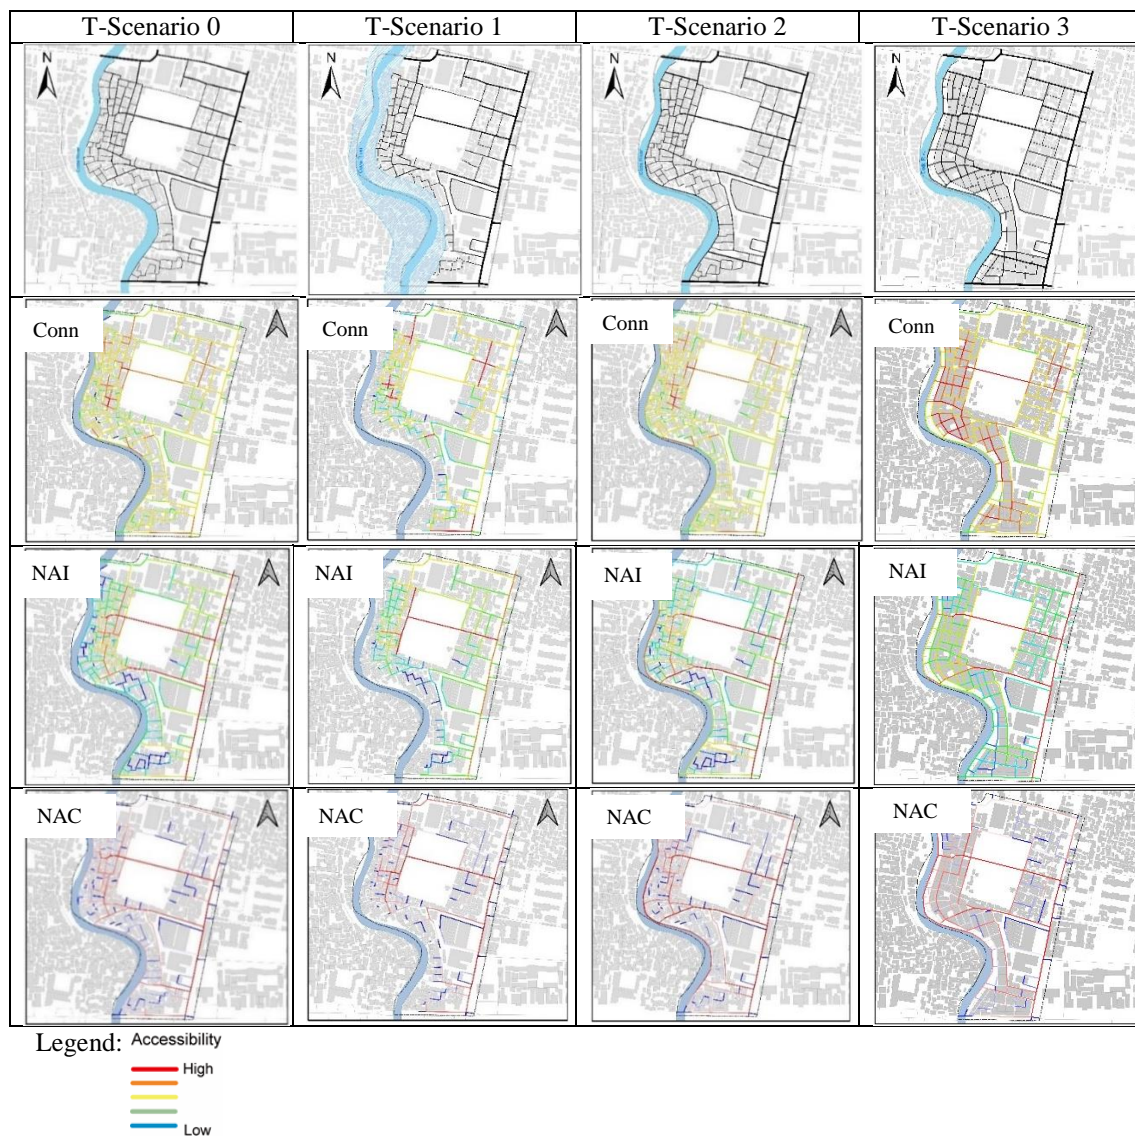 T-Scenario 0
T-Scenario 1
T-Scenario 2
T-Scenario 3
N
N
N
N
Conn
Conn
Conn
Conn
NAI
NAI
NAI
NAI
NAC
NAC
NAC
NAC
Legend: Accessibility
High
Low